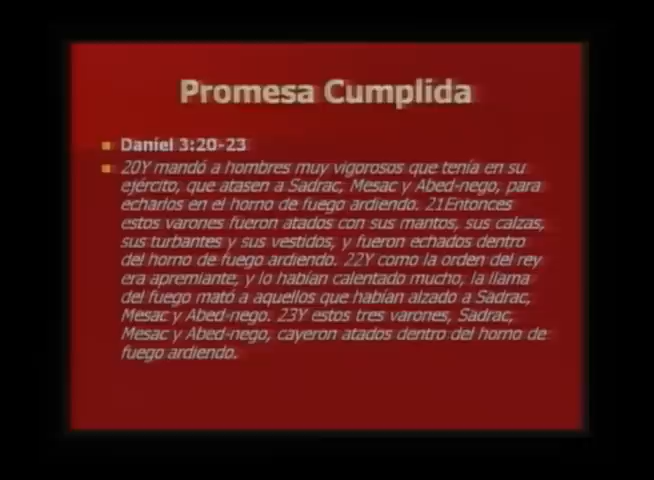 Promesa Cumplida
Daniel 3:20-23
20Y mandó a hombres muy vigorosos que tenía en su
ejército, que atasen a Sadrac, Mesac y Abed-nego, para
echarlos en el horno de fuego ardiendo. 21Entonces
estos varones fueron atados con sus mantos, sus calzas,
sus turbantes y sus vestidos, y fueron echados dentro
del horno de fuego ardiendo. 22Y como la orden del rey
era apremiante, y lo habían calentado mucho, la llama
del fuego mató a aquellos que habían alzado a Sadrac,
Mesac y Abed-nego. 23Y estos tres varones, Sadrac,
Mesac y Abed-nego, cayeron atados dentro del horno de
fuego ardiendo.